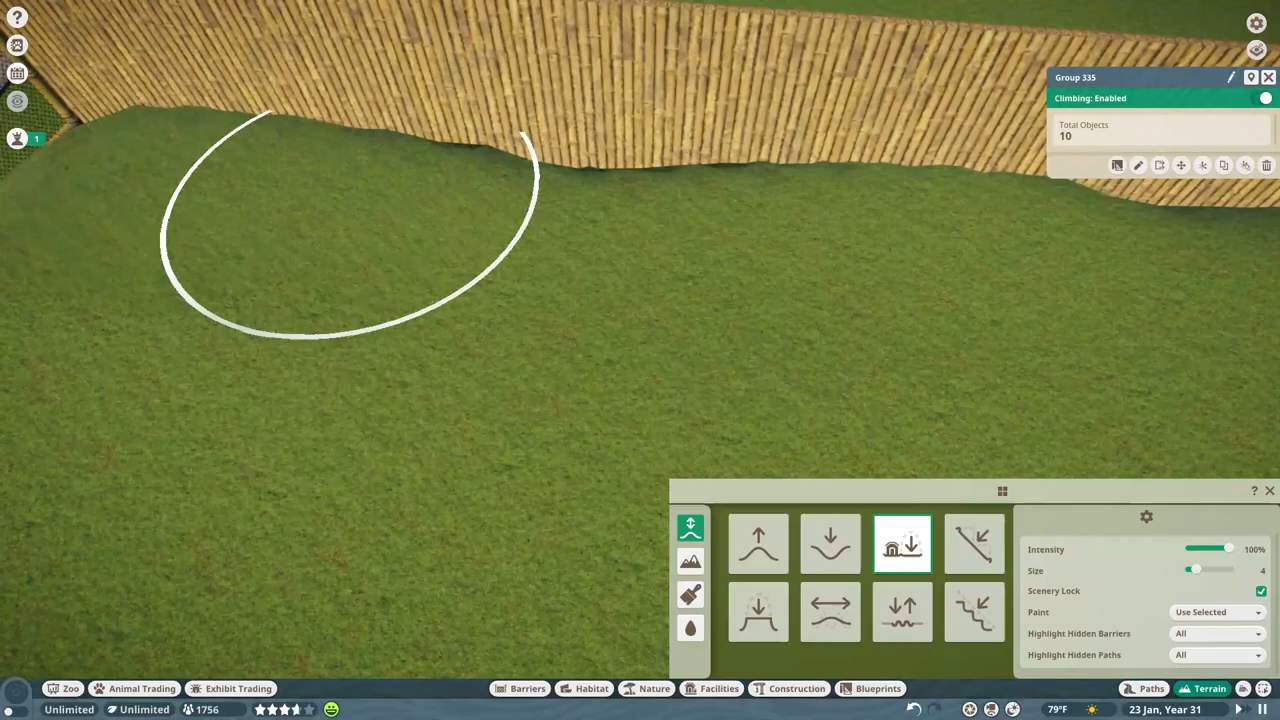 ?
1
Group 335
Climbing: Enabled
Total Objects
10
?
Intensity 100%
Size 4
Scenery Lock
Paint Use Selected
Highlight Hidden Barriers All
Highlight Hidden Paths All
Zoo Animal Trading Exhibit Trading Barriers Habitat Nature Facilities Construction Blueprints Paths Terrain
Unlimited Unlimited 1756 79°F 23 Jan, Year 31